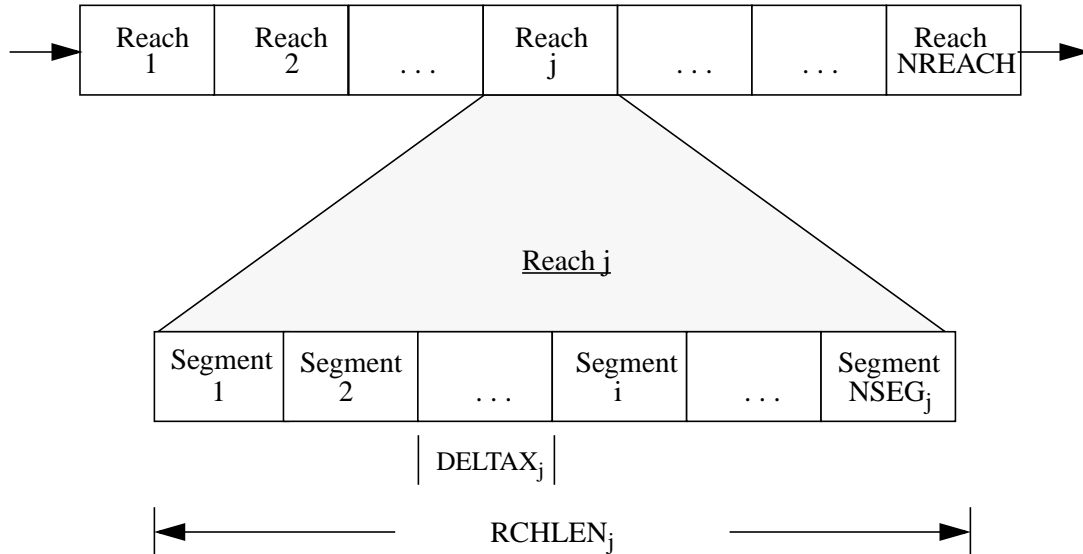 Reach
1
Reach
2
. . .
Reach
j
. . .
. . .
Reach
NREACH
Reach j
Segment
1
Segment
2
. . .
Segment
i
. . .
Segment
NSEGj
DELTAXj
RCHLENj